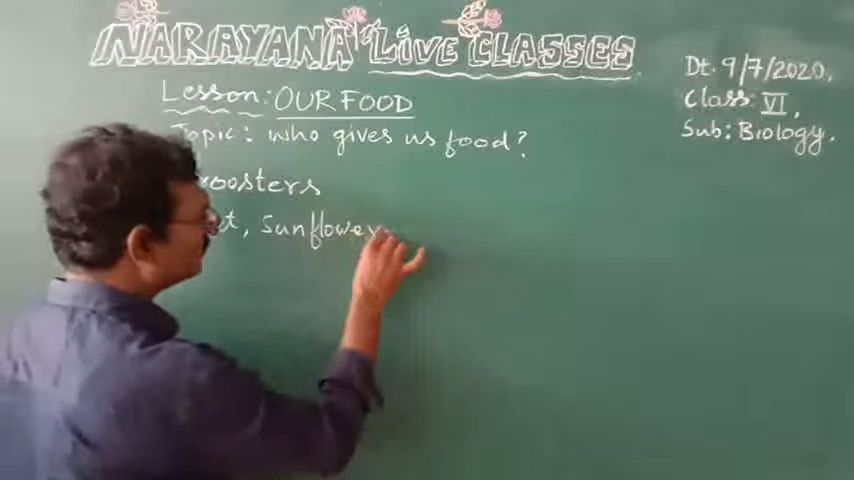 NARAYANA Live CLASSES
Dt. 9/7/2020.
Class: VI,
Sub: Biology.
Lesson: OUR FOOD
Topic: who gives us food?
roosters
, Sunflower